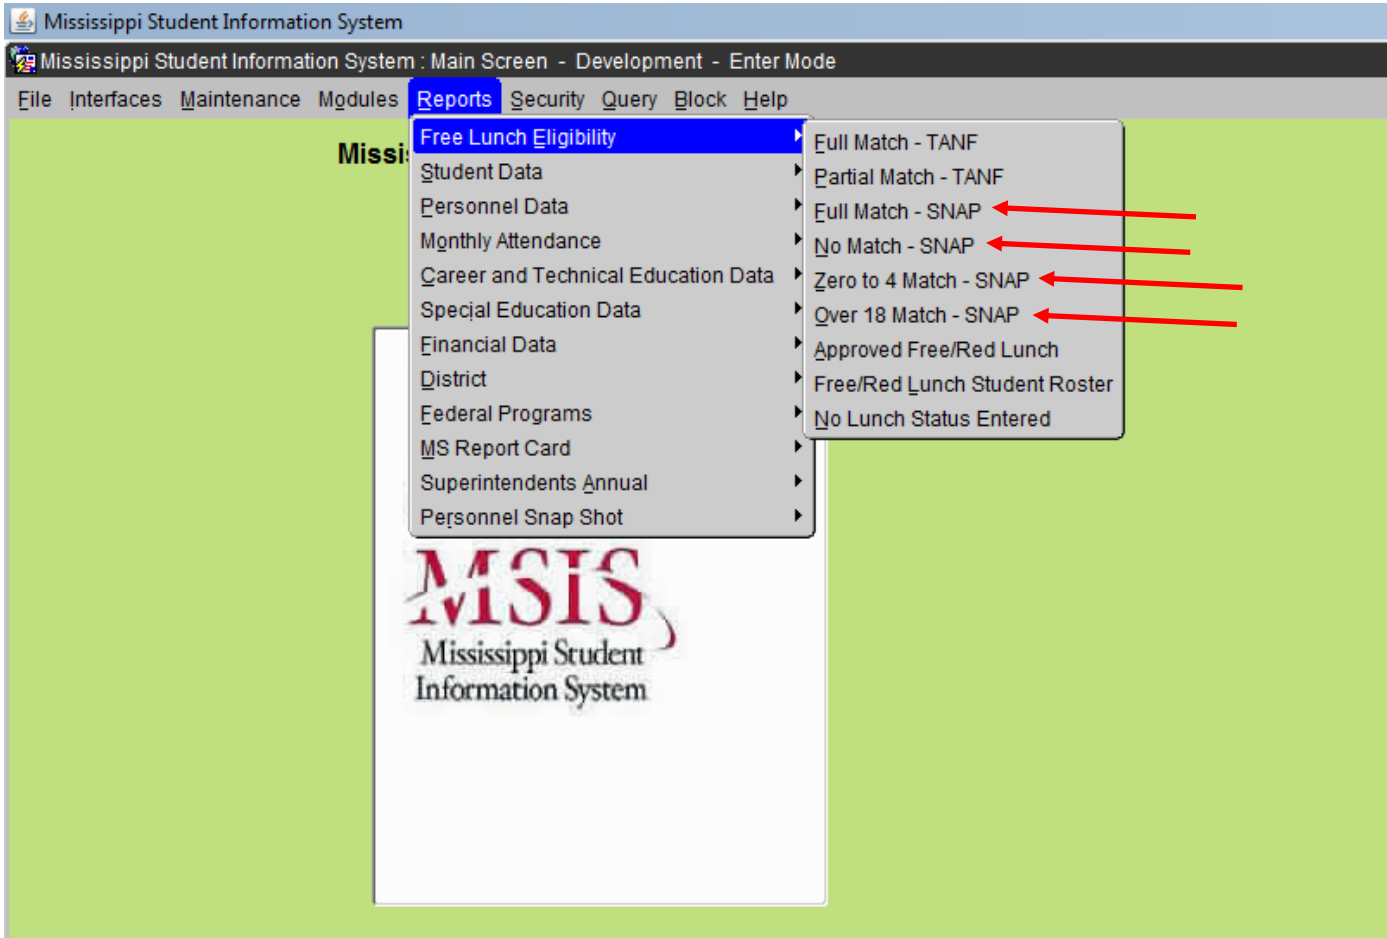 Mississippi Student Information System
Mississippi Student Information System : Main Screen - Development - Enter Mode
File Interfaces Maintenance Modules Reports Security Query Block Help
Free Lunch Eligibility
Student Data
Personnel Data
Monthly Attendance
Career and Technical Education Data
Special Education Data
Financial Data
District
Federal Programs
MS Report Card
Superintendents Annual
Personnel Snap Shot
Full Match - TANF
Partial Match - TANF
Full Match - SNAP
No Match - SNAP
Zero to 4 Match - SNAP
Over 18 Match - SNAP
Approved Free/Red Lunch
Free/Red Lunch Student Roster
No Lunch Status Entered
MSIS
Mississippi Student
Information System